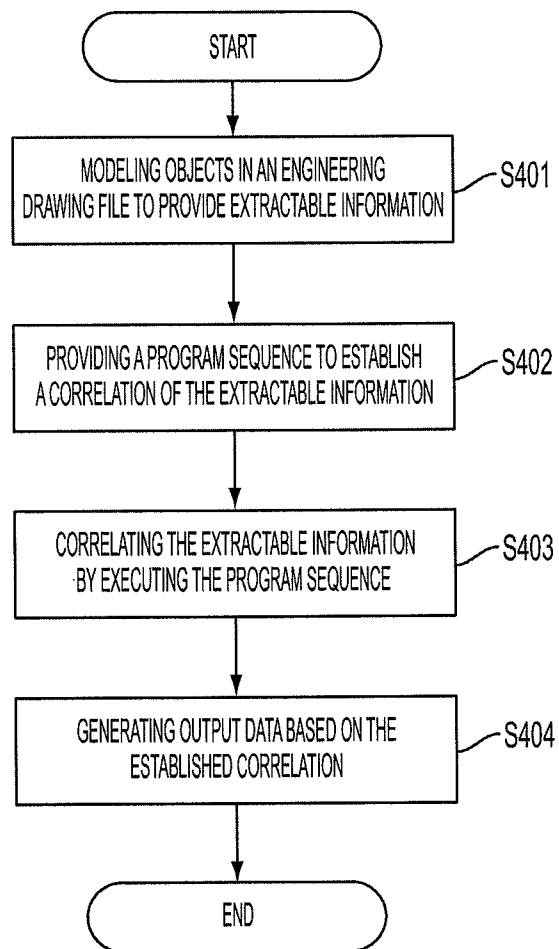 START
MODELING OBJECTS IN AN ENGINEERING
DRAWING FILE TO PROVIDE EXTRACTABLE INFORMATION
S401
PROVIDING A PROGRAM SEQUENCE TO ESTABLISH
A CORRELATION OF THE EXTRACTABLE INFORMATION
S402
CORRELATING THE EXTRACTABLE INFORMATION
BY EXECUTING THE PROGRAM SEQUENCE
S403
GENERATING OUTPUT DATA BASED ON THE
ESTABLISHED CORRELATION
S404
END